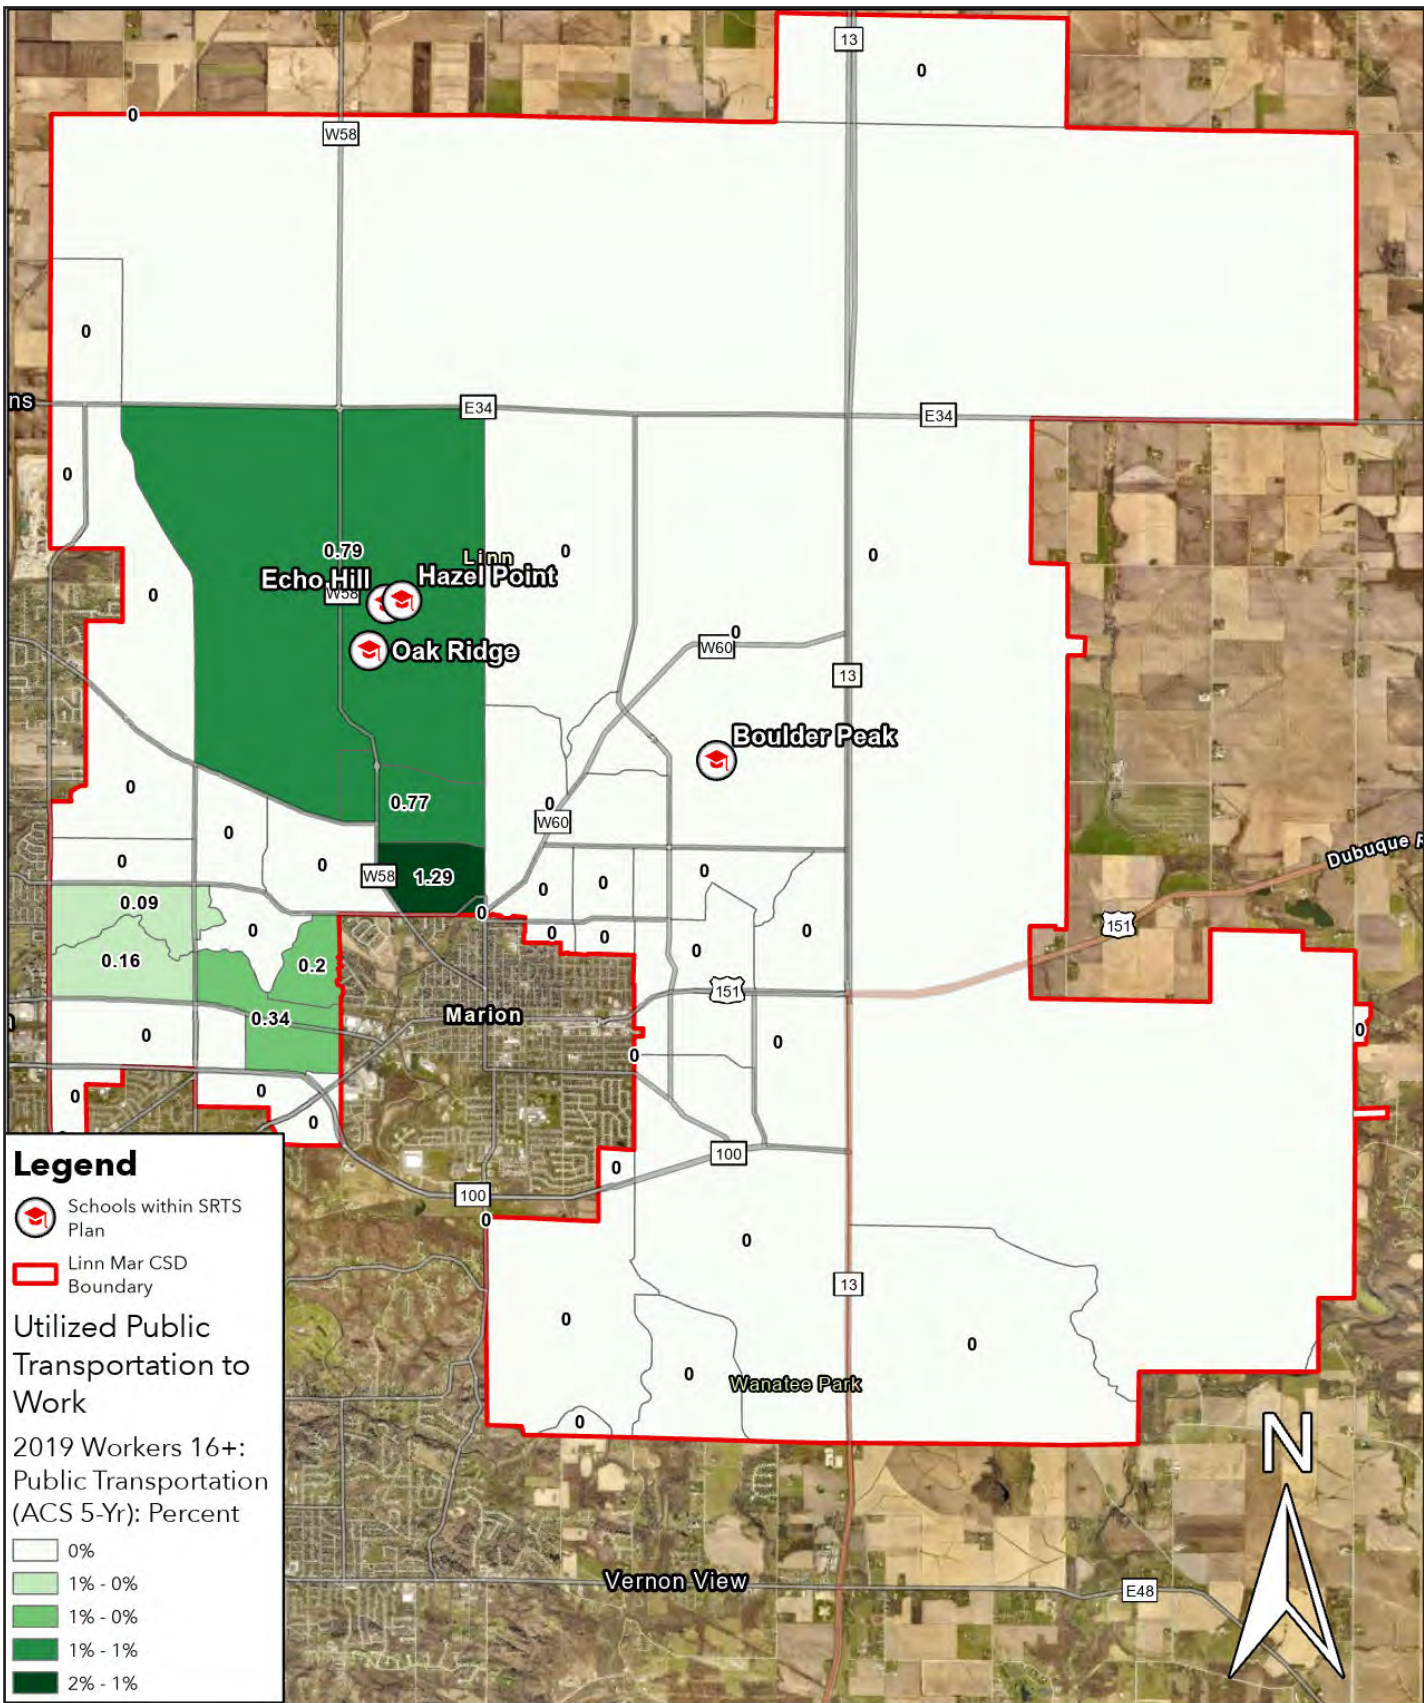 13
0
0
W58
0
ns
E34
E34
0
0.79
Linn
0
0
Echo Hill
Hazel Point
W58
0
0
W60
Oak Ridge
13
Boulder Peak
0
0.77
0
W60
0
0
0
W58
1.29
0
0
0
Dubuque
0.09
0
0
0
0
0
0
151
0.16
0.2
151
0.34
Marion
0
0
0
0
0
0
0
100
0
100
0
0
13
0
0
0
Wanatee Park
0
Vernon View
E48
N
Legend
Schools within SRTS
Plan
Linn Mar CSD
Boundary
Utilized Public
Transportation to
Work
2019 Workers 16+:
Public Transportation
(ACS 5-Yr): Percent
0%
1% - 0%
1% - 0%
1% - 1%
2% - 1%